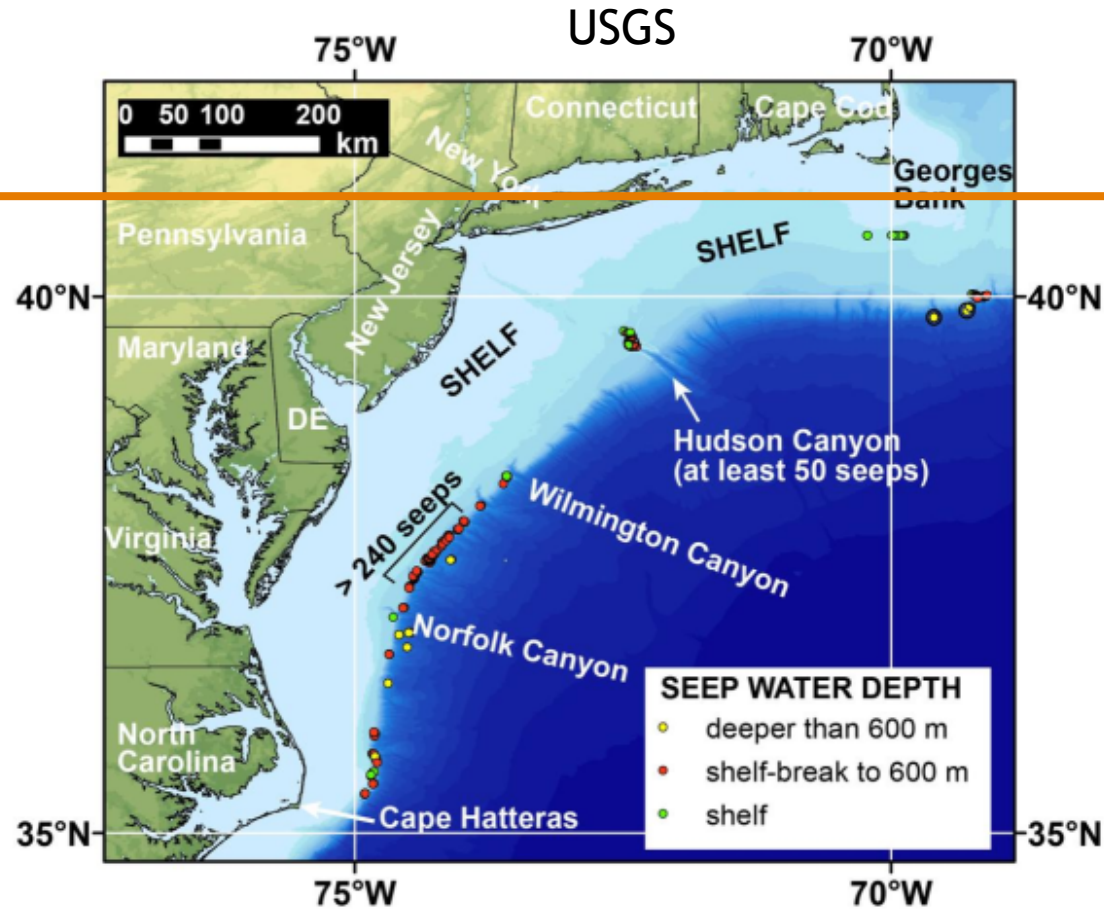 USGS
75°W
70°W
0 50 100 200
km
Connecticut
Cape Cod
New York
Georges
Bank
Pennsylvania
New Jersey
SHELF
40°N
40°N
Maryland
SHELF
DE
Hudson Canyon
(at least 50 seeps)
> 240 seeps
Wilmington Canyon
Virginia
Norfolk Canyon
SEEP WATER DEPTH
deeper than 600 m
shelf-break to 600 m
shelf
North
Carolina
Cape Hatteras
35°N
35°N
75°W
70°W